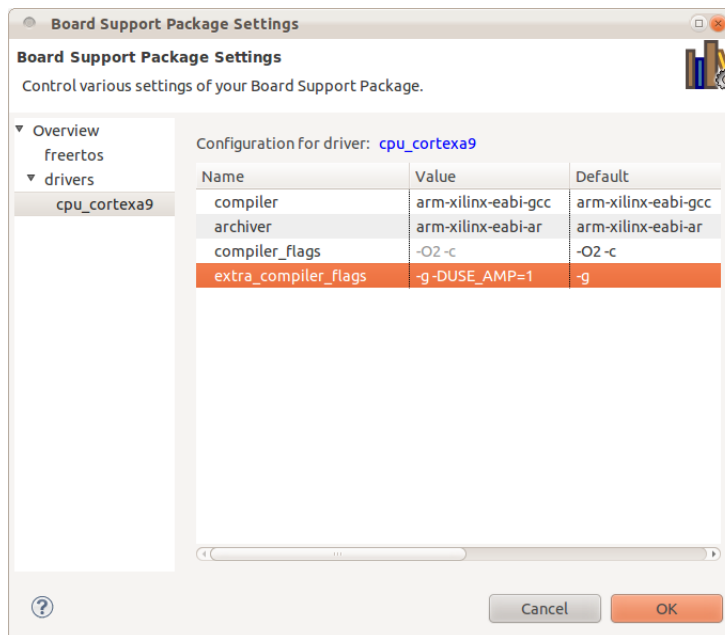 Board Support Package Settings
Board Support Package Settings
Control various settings of your Board Support Package.
Overview
freertos
drivers
cpu_cortexa9
Configuration for driver: cpu_cortexa9
Name Value Default
compiler arm-xilinx-eabi-gcc arm-xilinx-eabi-gcc
archiver arm-xilinx-eabi-ar arm-xilinx-eabi-ar
compiler_flags -O2 -c -O2 -c
extra_compiler_flags -g -DUSE_AMP=1 -g
? Cancel OK